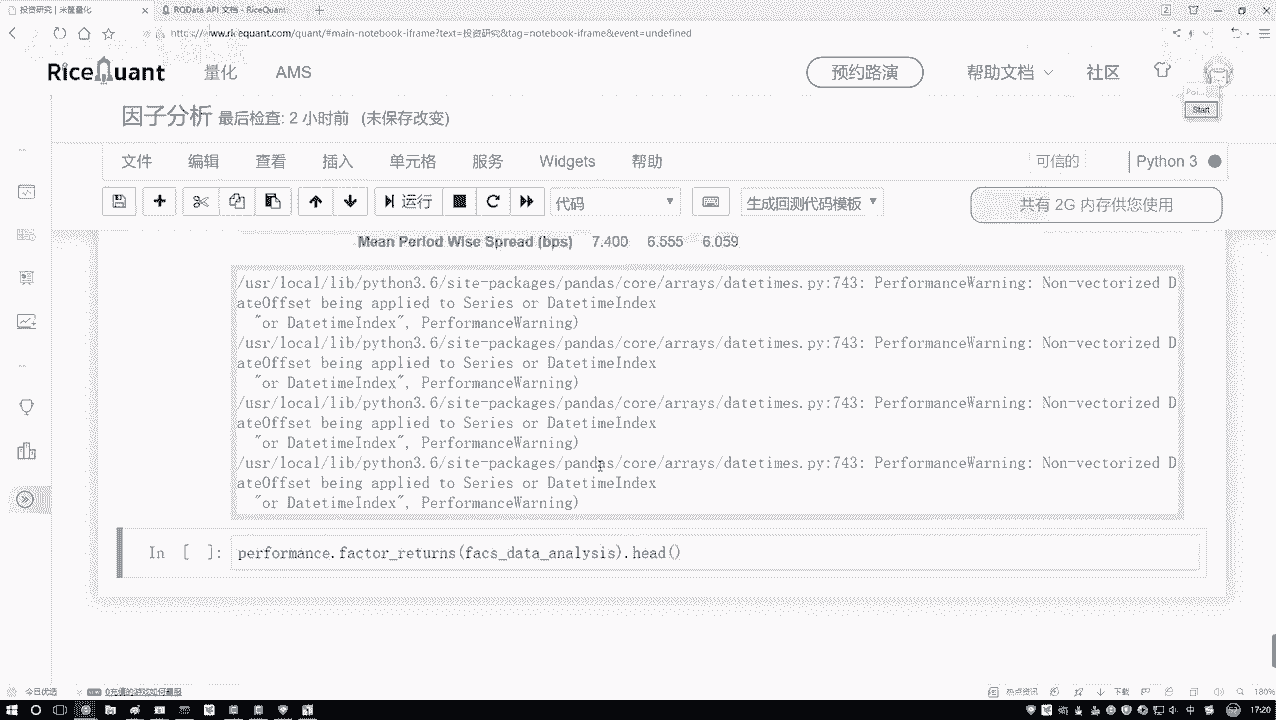 投资研究 | 米筐量化
RQData API 文档 - RiceQuant
www.ricequant.com/quant/#main-notebook-iframe?text=投资研究&tag=notebook-iframe&event=undefined
RiceQuant 量化 AMS 预约路演 帮助文档 社区
Start
因子分析 最后检查: 2 小时前 (未保存改变)
文件 编辑 查看 插入 单元格 服务 Widgets 帮助 可信的 Python 3
运行 代码 生成回测代码模板 共有 2G 内存供您使用
Mean Period Wise Spread (bps) 7.400 6.555 6.059
/usr/local/lib/python3.6/site-packages/pandas/core/arrays/datetimes.py:743: PerformanceWarning: Non-vectorized D
ateOffset being applied to Series or DatetimeIndex
"or DatetimeIndex", PerformanceWarning)
/usr/local/lib/python3.6/site-packages/pandas/core/arrays/datetimes.py:743: PerformanceWarning: Non-vectorized D
ateOffset being applied to Series or DatetimeIndex
"or DatetimeIndex", PerformanceWarning)
/usr/local/lib/python3.6/site-packages/pandas/core/arrays/datetimes.py:743: PerformanceWarning: Non-vectorized D
ateOffset being applied to Series or DatetimeIndex
"or DatetimeIndex", PerformanceWarning)
/usr/local/lib/python3.6/site-packages/pandas/core/arrays/datetimes.py:743: PerformanceWarning: Non-vectorized D
ateOffset being applied to Series or DatetimeIndex
"or DatetimeIndex", PerformanceWarning)
In [ ]: performance.factor_returns(facs_data_analysis).head()
今日优选 热点资讯 下载 180%
中 17:20